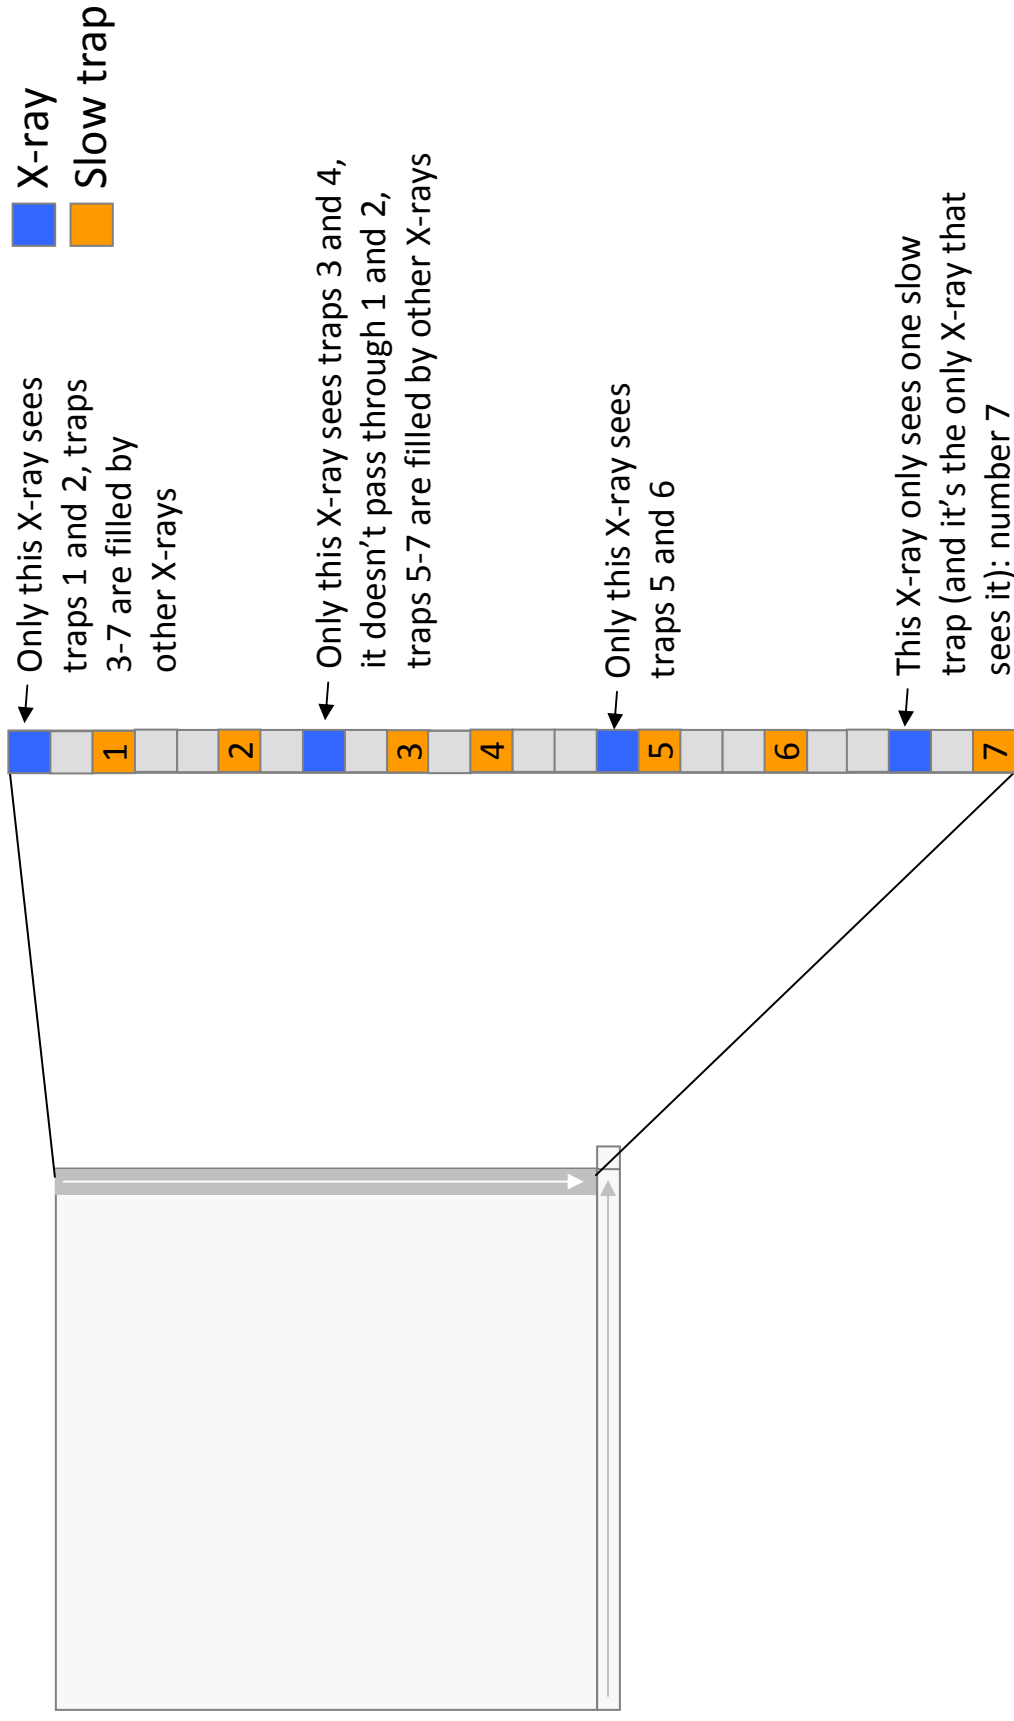 X-ray
Slow trap
Only this X-ray sees
traps 1 and 2, traps
3-7 are filled by
other X-rays
Only this X-ray sees traps 3 and 4,
it doesn’t pass through 1 and 2,
traps 5-7 are filled by other X-rays
Only this X-ray sees
traps 5 and 6
This X-ray only sees one slow
trap (and it’s the only X-ray that
sees it): number 7
1
2
3
4
5
6
7